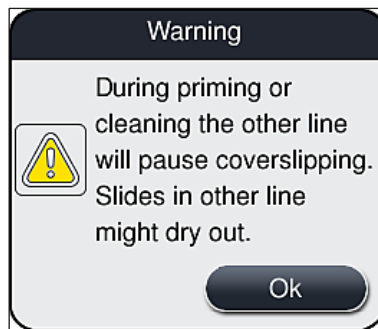 Warning
During priming or
cleaning the other line
will pause coverslipping.
Slides in other line
might dry out.
Ok